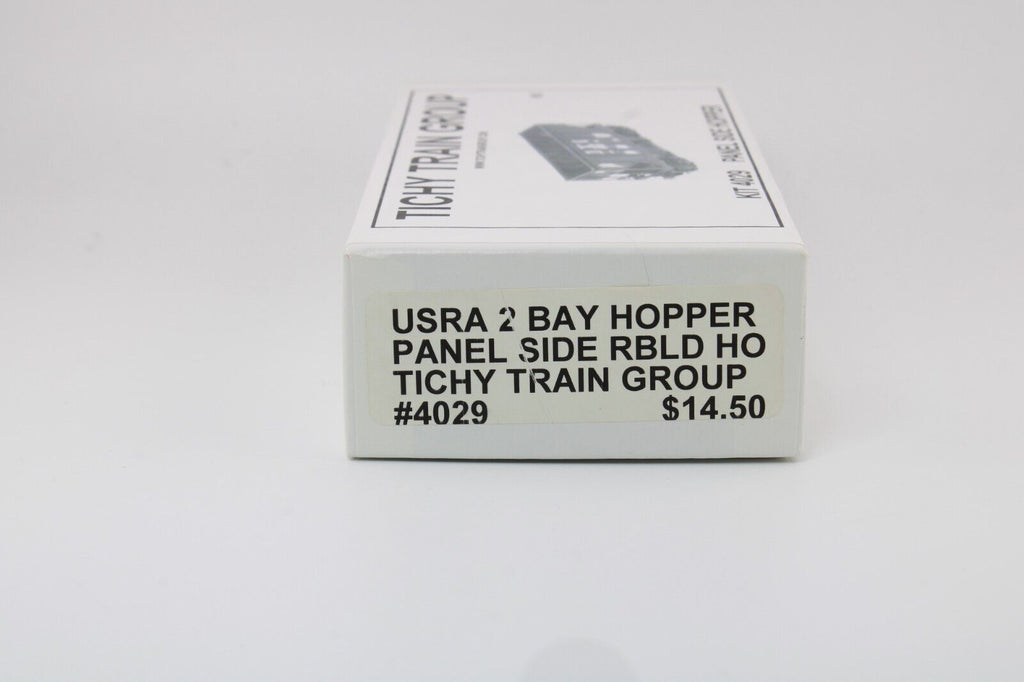 TICHY TRAIN GROUP
KIT 4029 PANEL SIDE HOPPER
USRA 2 BAY HOPPER
PANEL SIDE RBLD HO
TICHY TRAIN GROUP
#4029 $14.50